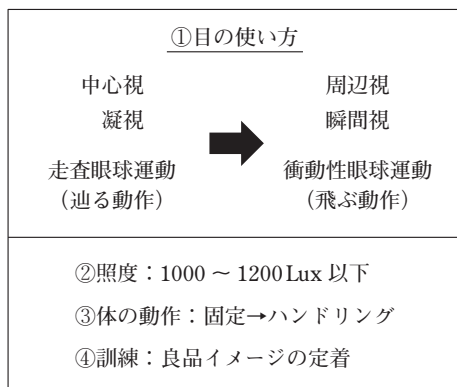 ①目の使い方
中心視 周辺視
凝視 瞬間視
走査眼球運動 衝動性眼球運動
(辿る動作) (飛ぶ動作)
②照度：1000 ～ 1200 Lux 以下
③体の動作：固定→ハンドリング
④訓練：良品イメージの定着